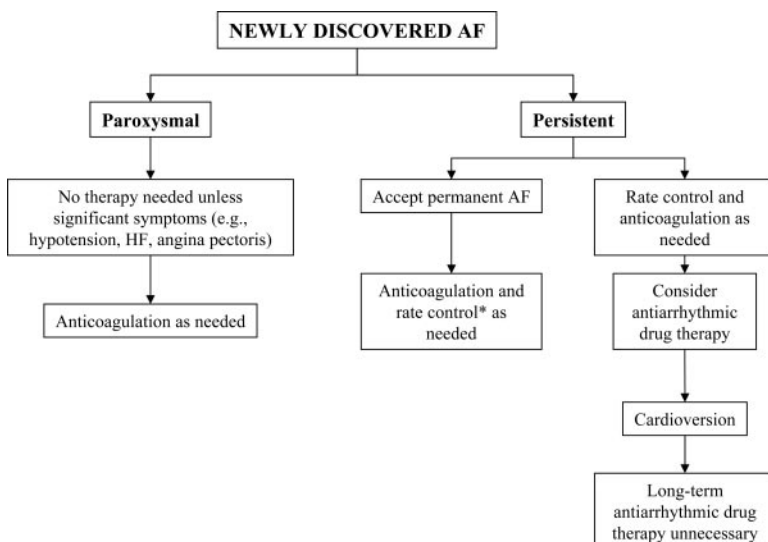 NEWLY DISCOVERED AF
Paroxysmal
Persistent
No therapy needed unless
significant symptoms (e.g.,
hypotension, HF, angina pectoris)
Accept permanent AF
Rate control and
anticoagulation as
needed
Anticoagulation as needed
Anticoagulation and
rate control* as
needed
Consider
antiarrhythmic
drug therapy
Cardioversion
Long-term
antiarrhythmic drug
therapy unnecessary